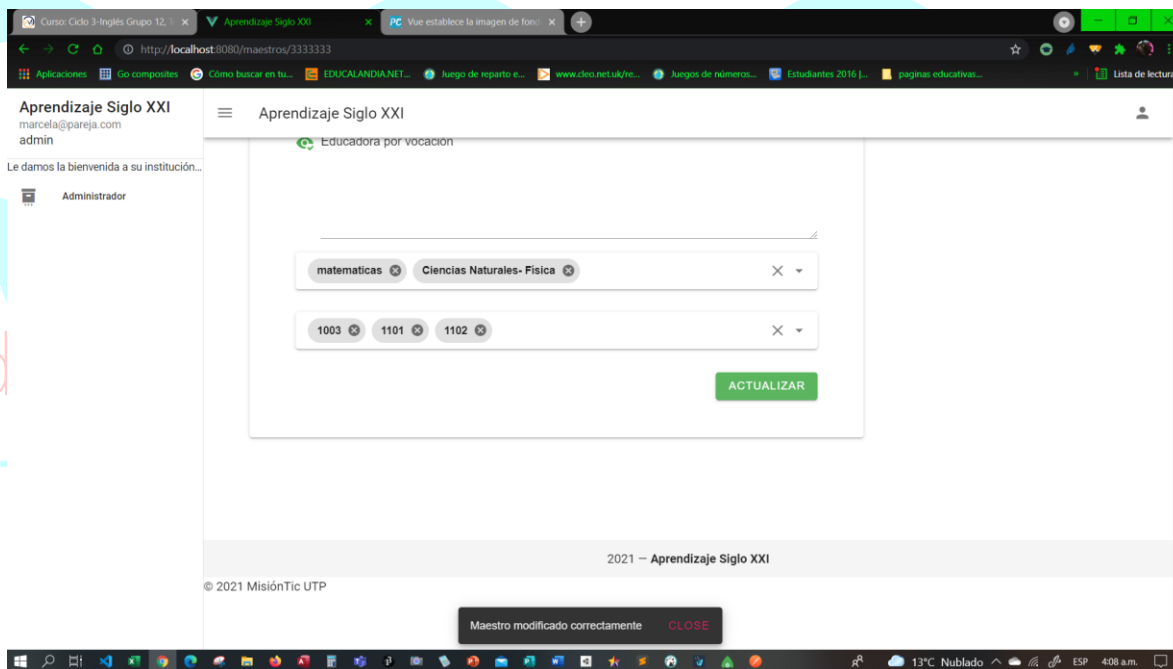 Curso: Ciclo 3-Inglés Grupo 12, 
Aprendizaje Siglo XXI
PC Vue establece la imagen de fond
http://localhost:8080/maestros/3333333
Aplicaciones Go composites Cómo buscar en tu... EDUCALANDIA.NET... Juego de reparto e... www.cleo.net.uk/re... Juegos de números... Estudiantes 2016 |... paginas educativas... » Lista de lectura
Aprendizaje Siglo XXI
marcela@pareja.com
admin
Le damos la bienvenida a su institución...
Administrador
Aprendizaje Siglo XXI
Educadora por vocación
matematicas Ciencias Naturales- Física
1003 1101 1102
ACTUALIZAR
2021 — Aprendizaje Siglo XXI
© 2021 MisiónTic UTP
Maestro modificado correctamente CLOSE
13°C Nublado ESP 4:08 a.m.